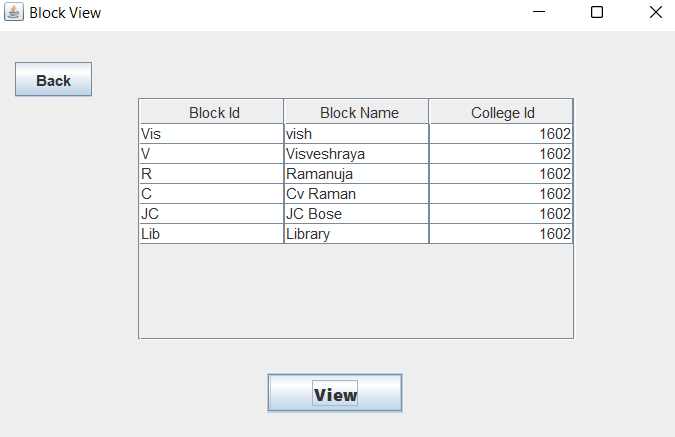 Block View
Back
Block Id Block Name College Id
Vis vish 1602
V Visveshraya 1602
R Ramanuja 1602
C Cv Raman 1602
JC JC Bose 1602
Lib Library 1602
View